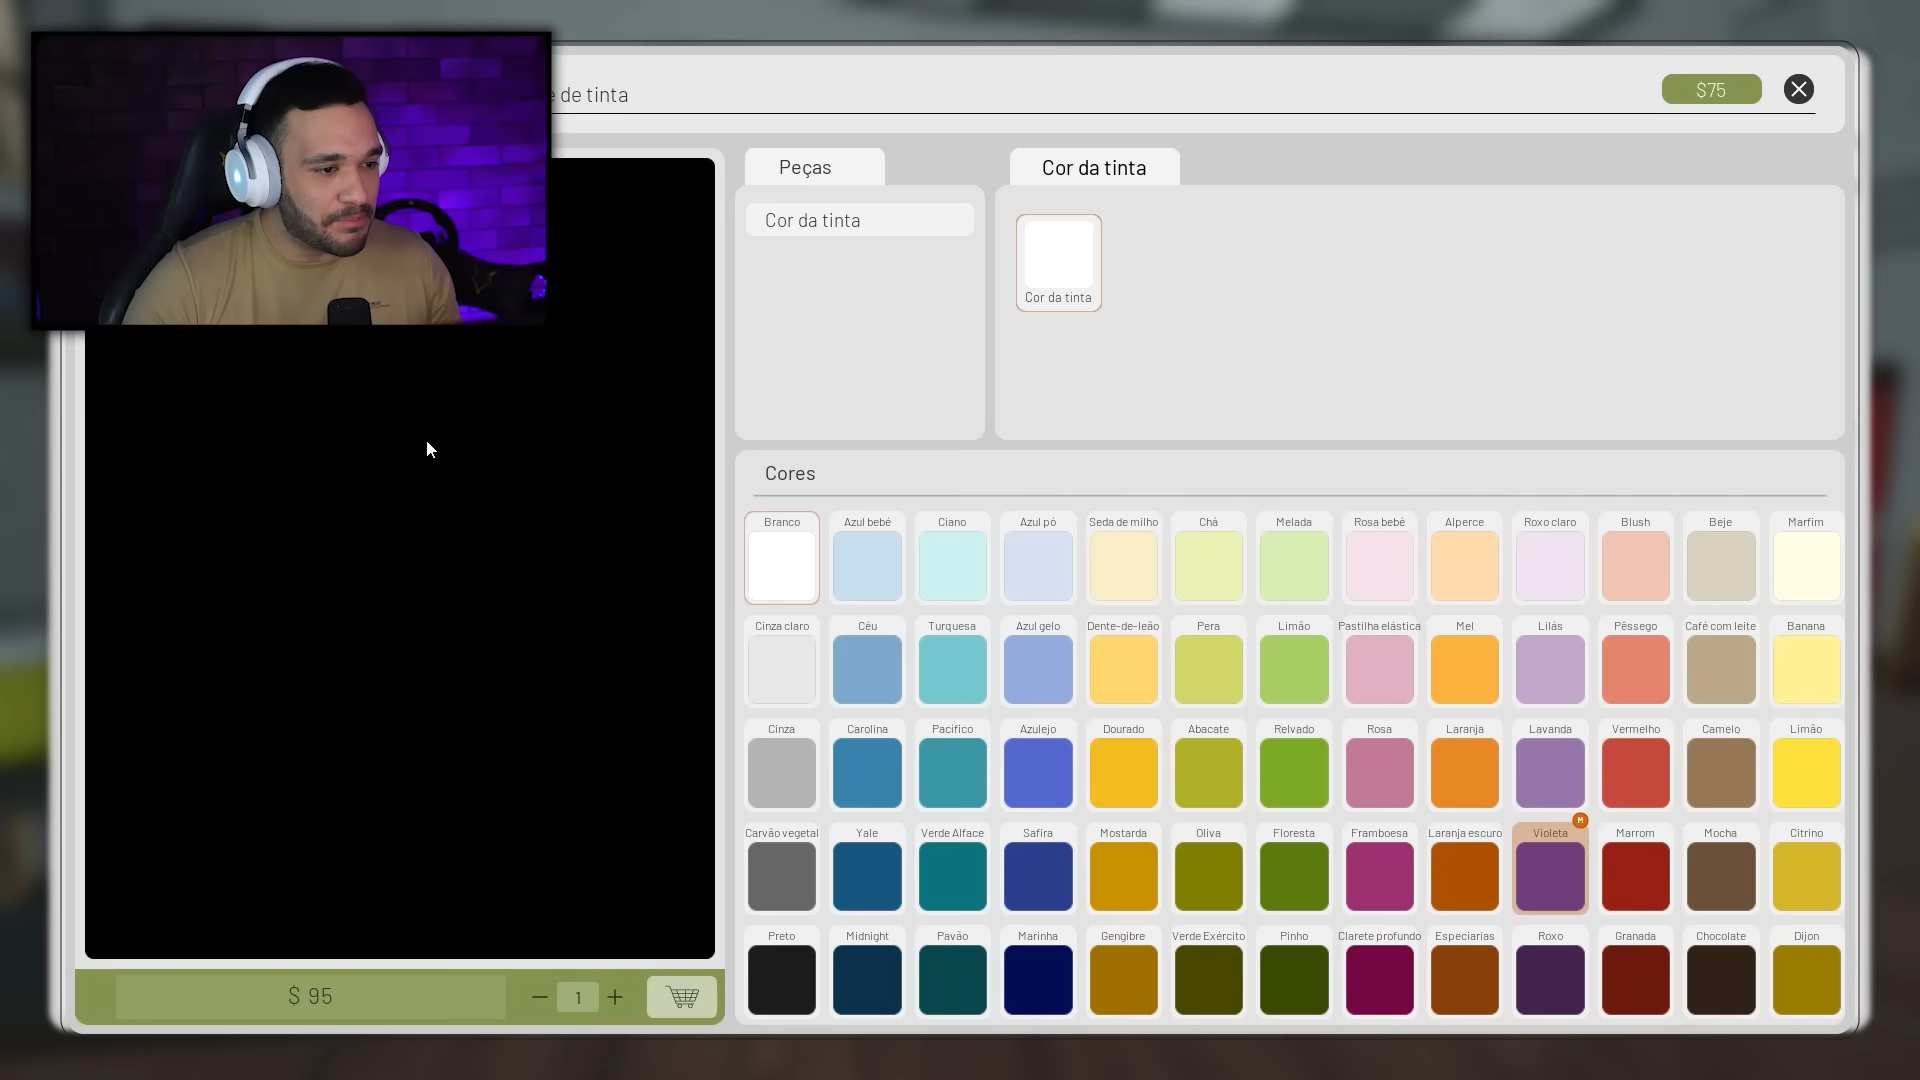 e de tinta
$75
Peças
Cor da tinta
Cor da tinta
Cor da tinta
Cores
Branco Azul bebé Ciano Azul pó Seda de milho Chá Melada Rosa bebé Alperce Roxo claro Blush Beje Marfim
Cinza claro Céu Turquesa Azul gelo Dente-de-leão Pera Limão Pastilha elástica Mel Lilás Pêssego Café com leite Banana
Cinza Carolina Pacífico Azulejo Dourado Abacate Relvado Rosa Laranja Lavanda Vermelho Camelo Limão
M
Carvão vegetal Yale Verde Alface Safira Mostarda Oliva Floresta Framboesa Laranja escuro Violeta Marrom Mocha Citrino
Preto Midnight Pavão Marinha Gengibre Verde Exército Pinho Clarete profundo Especiarias Roxo Granada Chocolate Dijon
$ 95
1